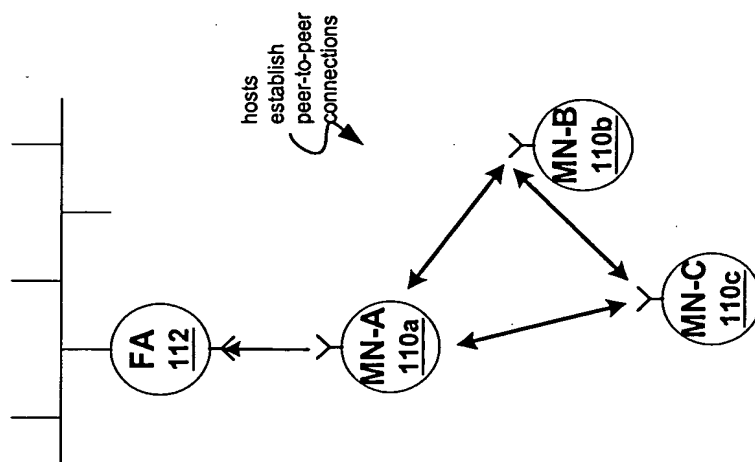 hosts
establish
peer-to-peer
connections
FA
112
MN-A
110a
MN-B
110b
MN-C
110c